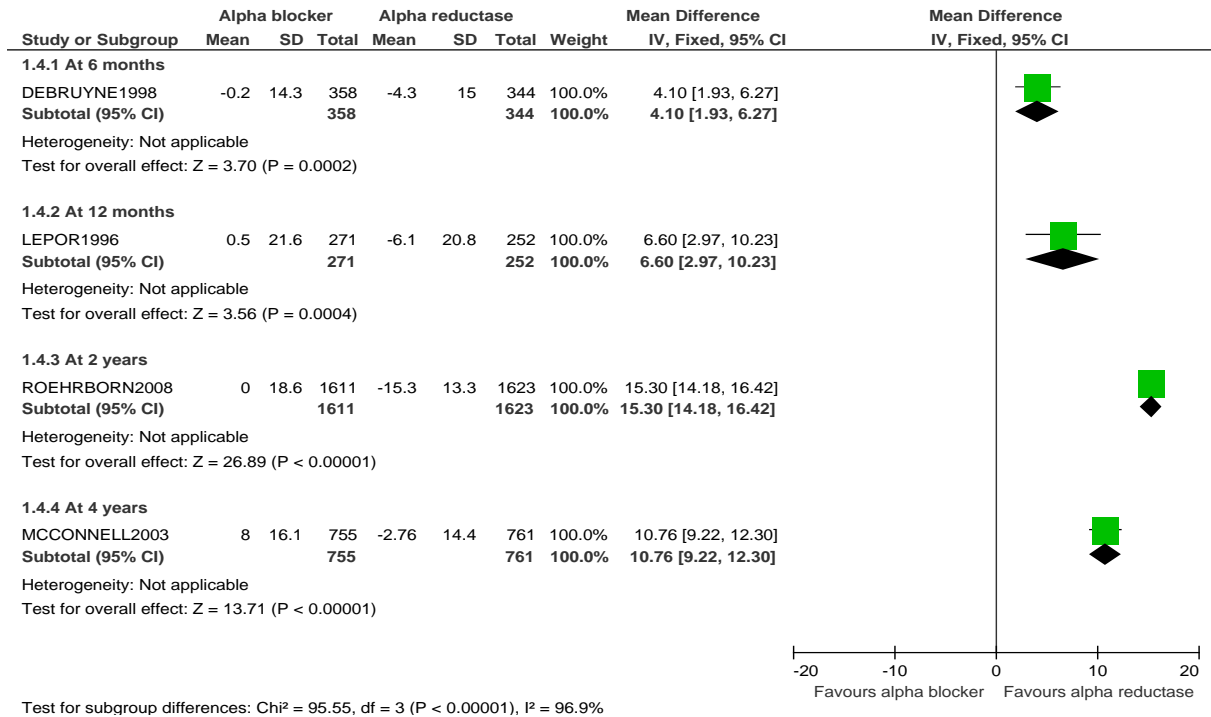 Alpha blocker Alpha reductase Mean Difference Mean Difference
Study or Subgroup Mean SD Total Mean SD Total Weight IV, Fixed, 95% CI IV, Fixed, 95% CI
1.4.1 At 6 months
DEBRUYNE1998 -0.2 14.3 358 -4.3 15 344 100.0% 4.10 [1.93, 6.27]
Subtotal (95% CI) 358 344 100.0% 4.10 [1.93, 6.27]
Heterogeneity: Not applicable
Test for overall effect: Z = 3.70 (P = 0.0002)
1.4.2 At 12 months
LEPOR1996 0.5 21.6 271 -6.1 20.8 252 100.0% 6.60 [2.97, 10.23]
Subtotal (95% CI) 271 252 100.0% 6.60 [2.97, 10.23]
Heterogeneity: Not applicable
Test for overall effect: Z = 3.56 (P = 0.0004)
1.4.3 At 2 years
ROEHRBORN2008 0 18.6 1611 -15.3 13.3 1623 100.0% 15.30 [14.18, 16.42]
Subtotal (95% CI) 1611 1623 100.0% 15.30 [14.18, 16.42]
Heterogeneity: Not applicable
Test for overall effect: Z = 26.89 (P < 0.00001)
1.4.4 At 4 years
MCCONNELL2003 8 16.1 755 -2.76 14.4 761 100.0% 10.76 [9.22, 12.30]
Subtotal (95% CI) 755 761 100.0% 10.76 [9.22, 12.30]
Heterogeneity: Not applicable
Test for overall effect: Z = 13.71 (P < 0.00001)
-20 -10 0 10 20
Favours alpha blocker Favours alpha reductase
Test for subgroup differences: Chi² = 95.55, df = 3 (P < 0.00001), I² = 96.9%